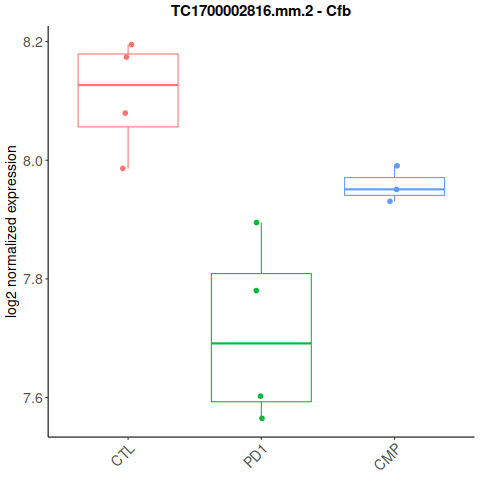 TC1700002816.mm.2 - Cfb
log2 normalized expression
8.2
8.0
7.8
7.6
CTL
PD1
CMP